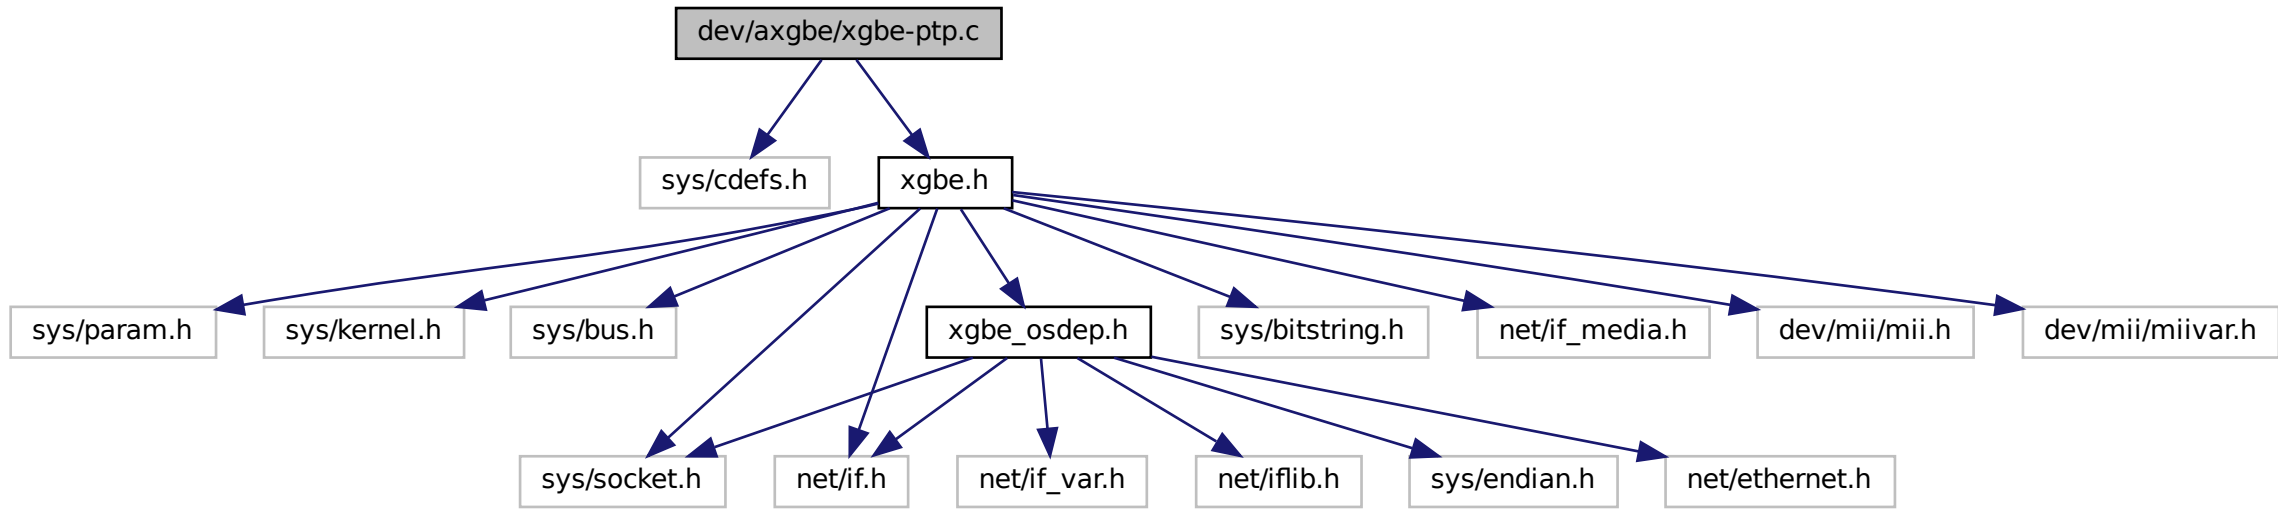 dev/axgbe/xgbe-ptp.c
sys/cdefs.h
xgbe.h
sys/param.h
sys/kernel.h
sys/bus.h
xgbe_osdep.h
sys/bitstring.h
net/if_media.h
dev/mii/mii.h
dev/mii/miivar.h
sys/socket.h
net/if.h
net/if_var.h
net/iflib.h
sys/endian.h
net/ethernet.h